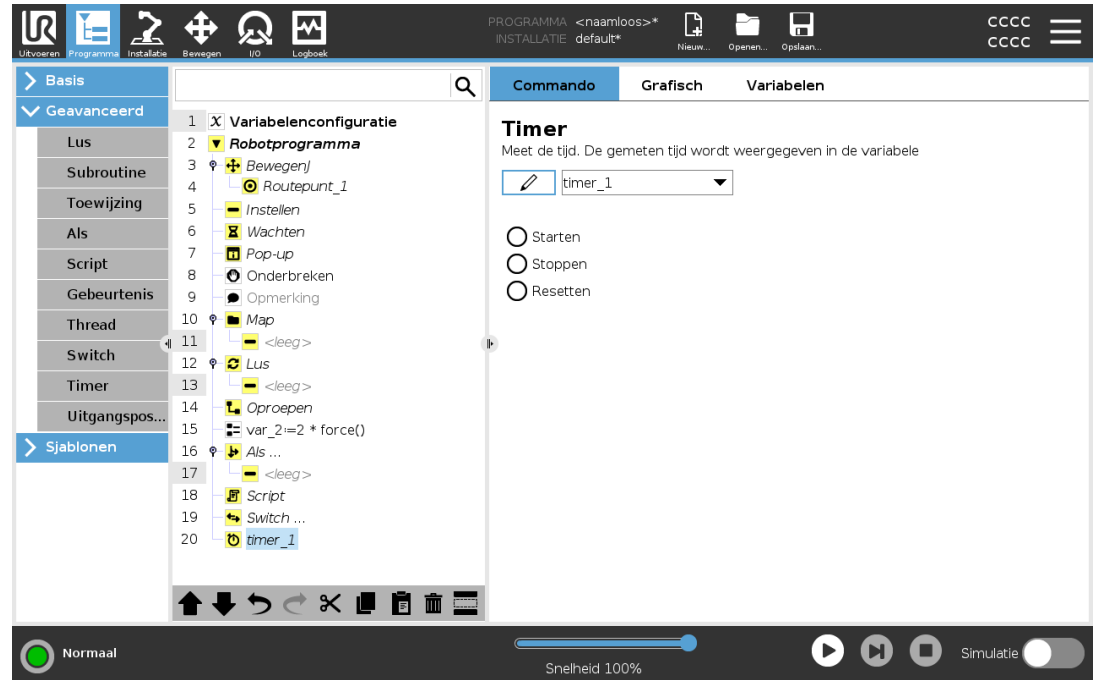 UR
PROGRAMMA <naamloos>*
INSTALLATIE default*
Uitvoeren Programma Installatie Bewegen I/O Logboek
Nieuw... Openen... Opslaan...
CCCC
CCCC
Basis
Geavanceerd
Lus
Subroutine
Toewijzing
Als
Script
Gebeurtenis
Thread
Switch
Timer
Uitgangspos...
Sjablonen
1 X Variabelenconfiguratie
2 Robotprogramma
3 BewegenJ
4 Routepunt_1
5 Instellen
6 Wachten
7 Pop-up
8 Onderbreken
9 Opmerking
10 Map
11 <leeg>
12 Lus
13 <leeg>
14 Oproepen
15 var_2:=2 * force()
16 Als ...
17 <leeg>
18 Script
19 Switch ...
20 timer_1
Commando Grafisch Variabelen
Timer
Meet de tijd. De gemeten tijd wordt weergegeven in de variabele
timer_1
Starten
Stoppen
Resetten
Normaal
Snelheid 100%
Simulatie